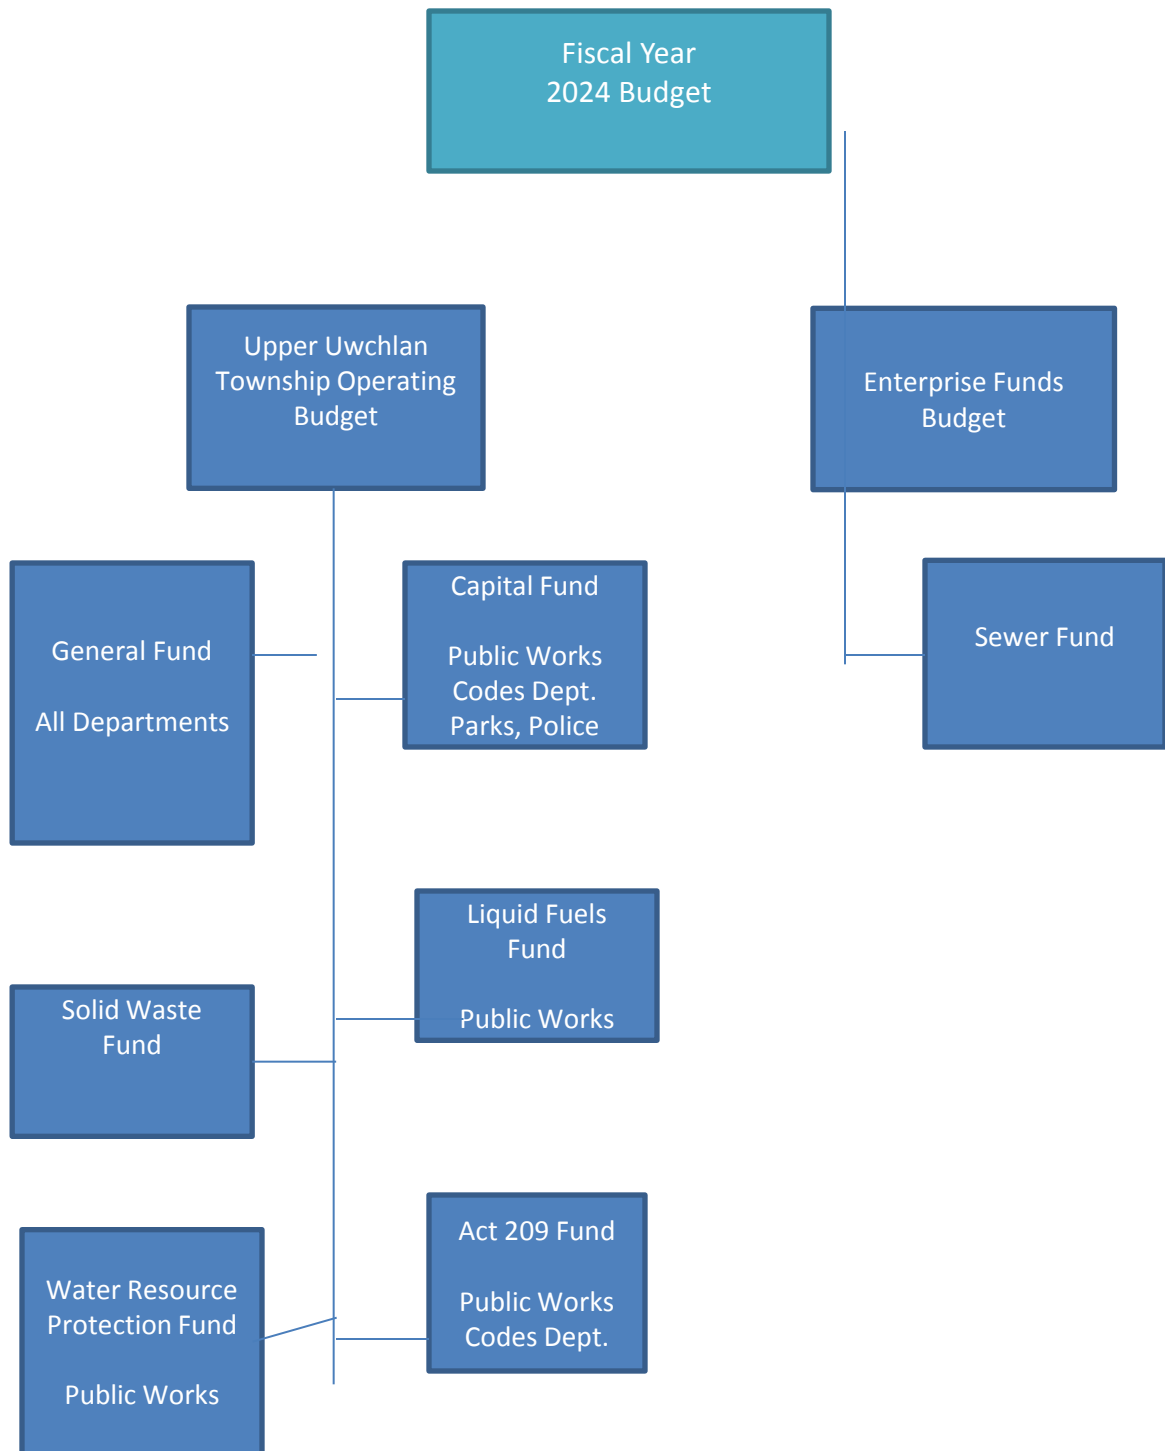 Fiscal Year
2024 Budget
Upper Uwchlan
Township Operating
Budget
Enterprise Funds
Budget
General Fund
All Departments
Capital Fund
Public Works
Codes Dept.
Parks, Police
Sewer Fund
Liquid Fuels
Fund
Public Works
Solid Waste
Fund
Act 209 Fund
Public Works
Codes Dept.
Water Resource
Protection Fund
Public Works